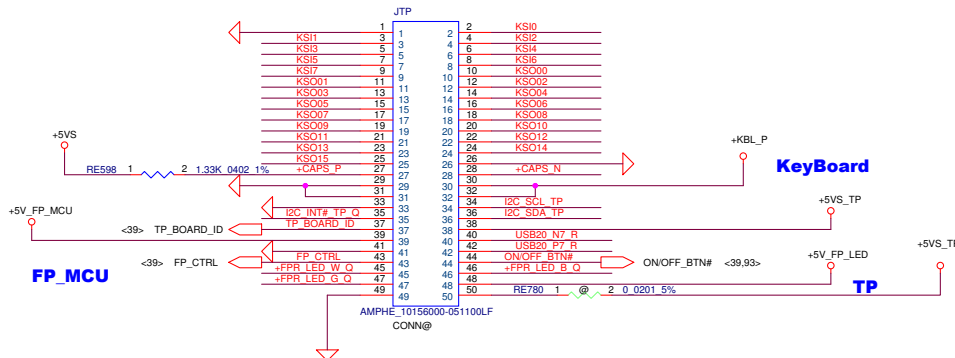 JTP
1 1 2 2 KSI0
KSI1 3 3 4 4 KSI2
KSI3 5 5 6 6 KSI4
KSI5 7 7 8 8 KSI6
KSI7 9 9 10 10 KSO00
KSO01 11 11 12 12 KSO02
KSO03 13 13 14 14 KSO04
KSO05 15 15 16 16 KSO06
KSO07 17 17 18 18 KSO08
KSO09 19 19 20 20 KSO10
KSO11 21 21 22 22 KSO12
KSO13 23 23 24 24 KSO14
+5VS
+KBL_P
KSO15 25 25 26 26
KeyBoard
RE598 1 2 1.33K_0402_1% +CAPS_P 27 27 28 28 +CAPS_N
29 29 30 30
31 31 32 32
33 33 34 34 I2C_SCL_TP
+5V_FP_MCU
+5VS_TP
I2C_INT#_TP_Q 35 35 36 36 I2C_SDA_TP
<39> TP_BOARD_ID TP_BOARD_ID 37 37 38 38
39 39 40 40 USB20_N7_R
41 41 42 42 USB20_P7_R
+5VS_TP
FP_MCU
<39> FP_CTRL FP_CTRL 43 43 44 44 ON/OFF_BTN# ON/OFF_BTN# <39,93>
+5V_FP_LED
+FPR_LED_W_Q 45 45 46 46 +FPR_LED_B_Q
+FPR_LED_G_Q 47 47 48 48
TP
49 49 50 50 RE780 1 @ 2 0_0201_5%
AMPHE_10156000-051100LF
CONN@